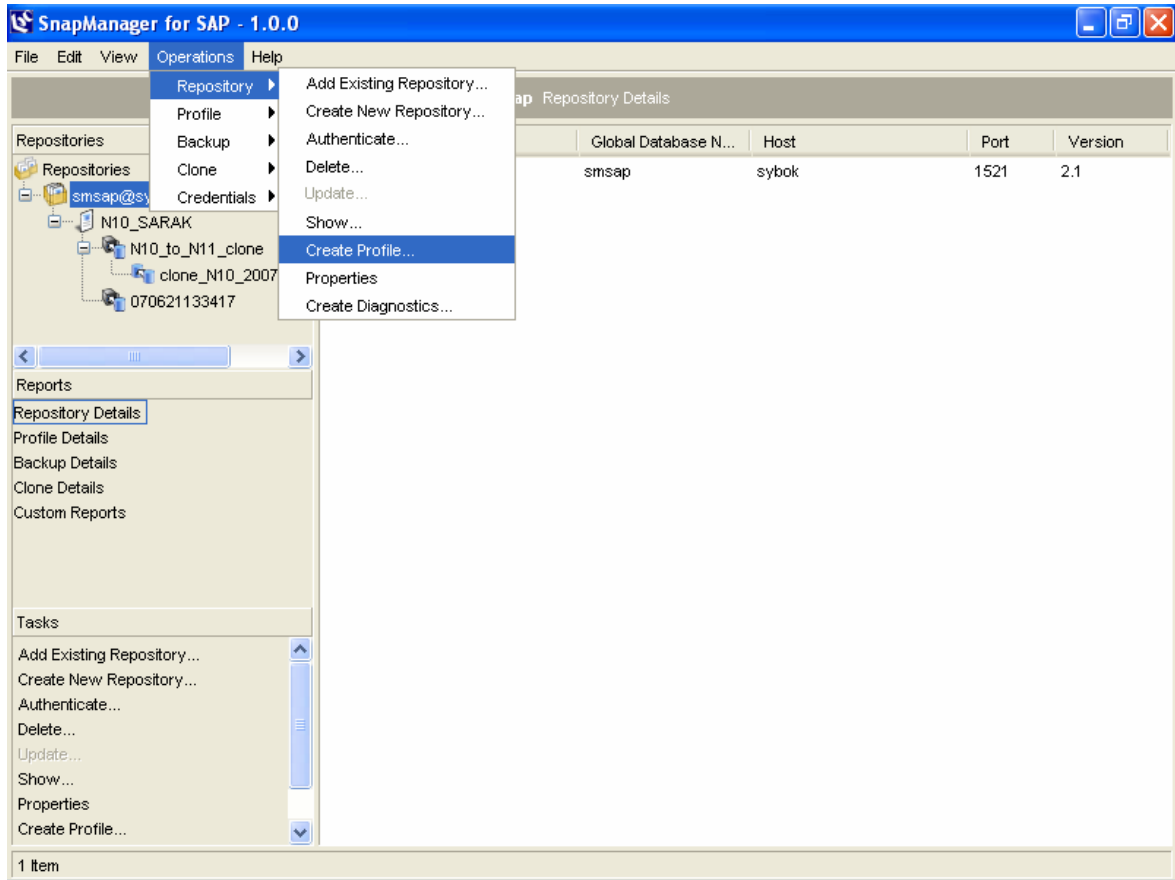 SnapManager for SAP - 1.0.0
File Edit View Operations Help
Repository
Profile
Backup
Clone
Credentials
Add Existing Repository...
Create New Repository...
Authenticate...
Delete...
Update...
Show...
Create Profile...
Properties
Create Diagnostics...
ap Repository Details
Repositories
Repositories
smsap@sy
N10_SARAK
N10_to_N11_clone
clone_N10_2007
070621133417
Global Database N... Host Port Version
smsap sybok 1521 2.1
Reports
Repository Details
Profile Details
Backup Details
Clone Details
Custom Reports
Tasks
Add Existing Repository...
Create New Repository...
Authenticate...
Delete...
Update...
Show...
Properties
Create Profile...
1 Item